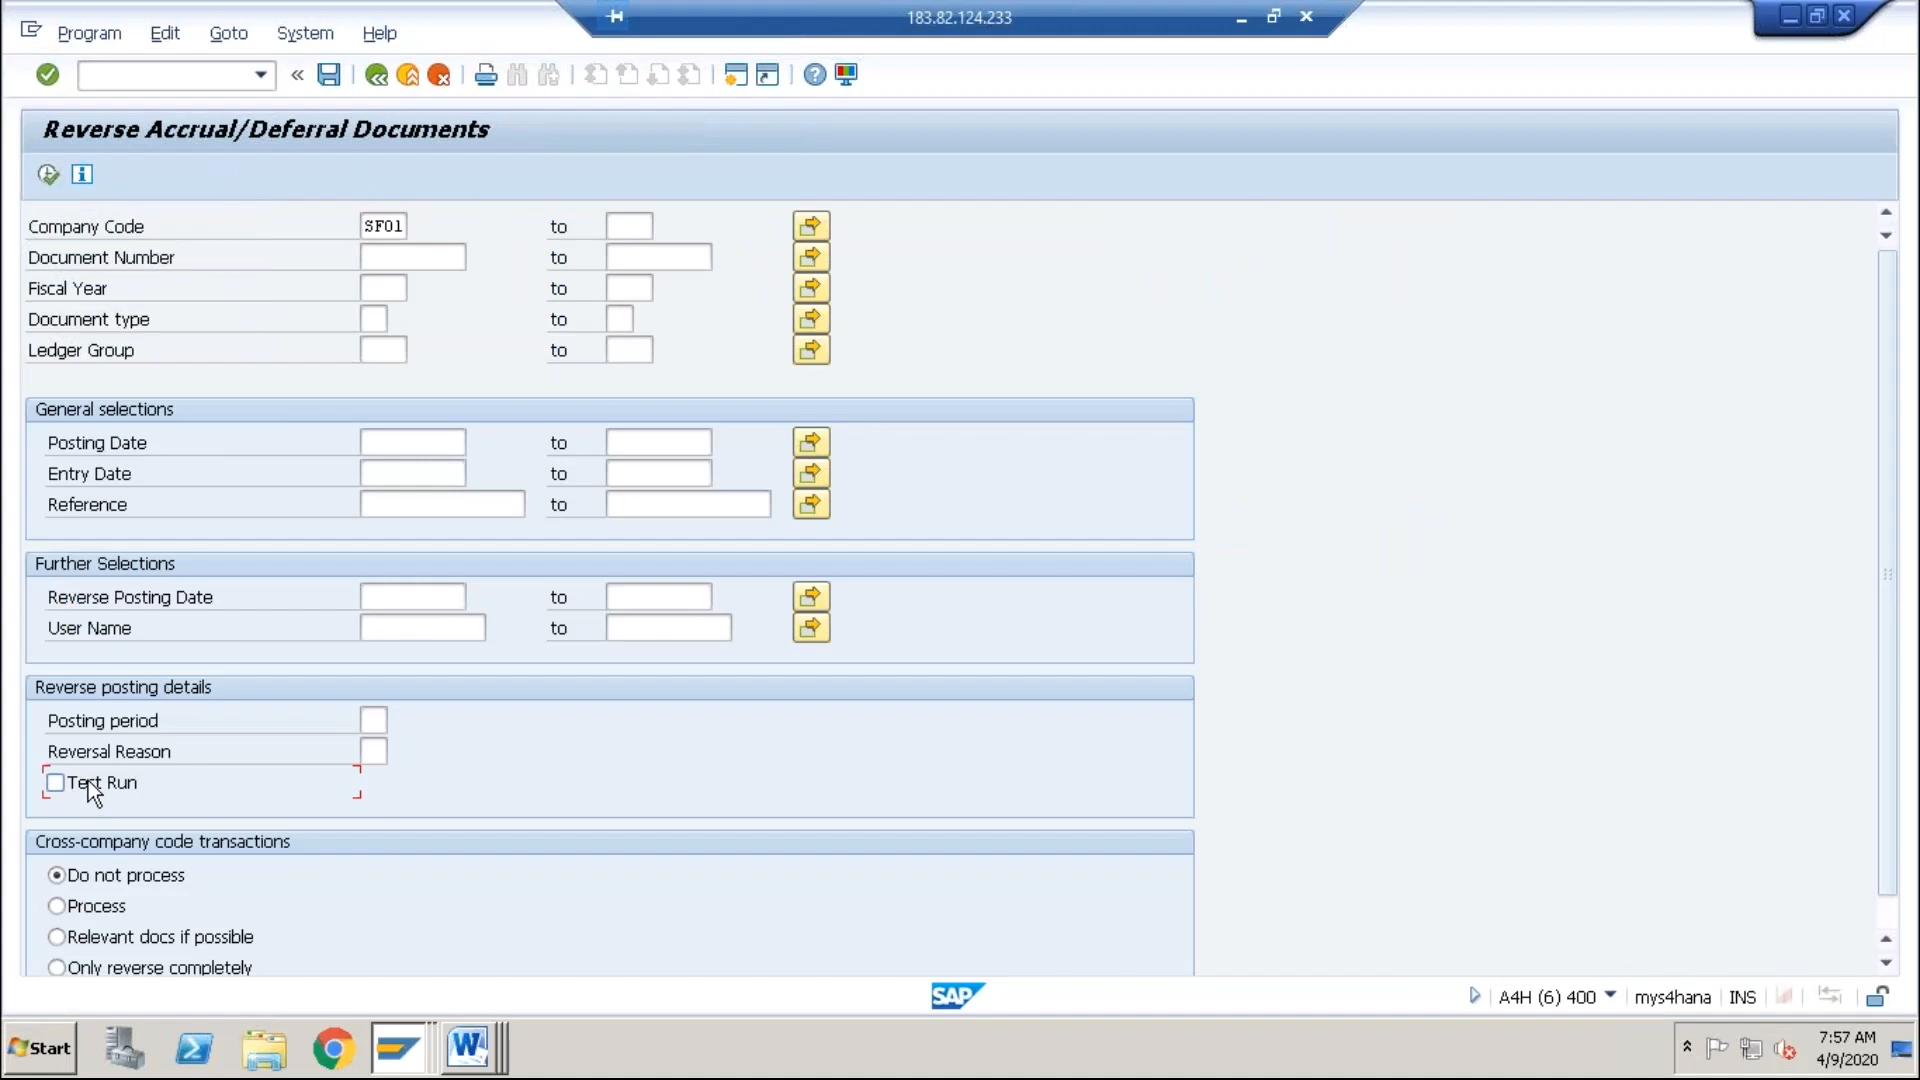 183.82.124.233
Program Edit Goto System Help
Reverse Accrual/Deferral Documents
Company Code SF01 to
Document Number to
Fiscal Year to
Document type to
Ledger Group to
General selections
Posting Date to
Entry Date to
Reference to
Further Selections
Reverse Posting Date to
User Name to
Reverse posting details
Posting period
Reversal Reason
Test Run
Cross-company code transactions
Do not process
Process
Relevant docs if possible
Only reverse completely
SAP A4H (6) 400 mys4hana INS
Start 7:57 AM
4/9/2020